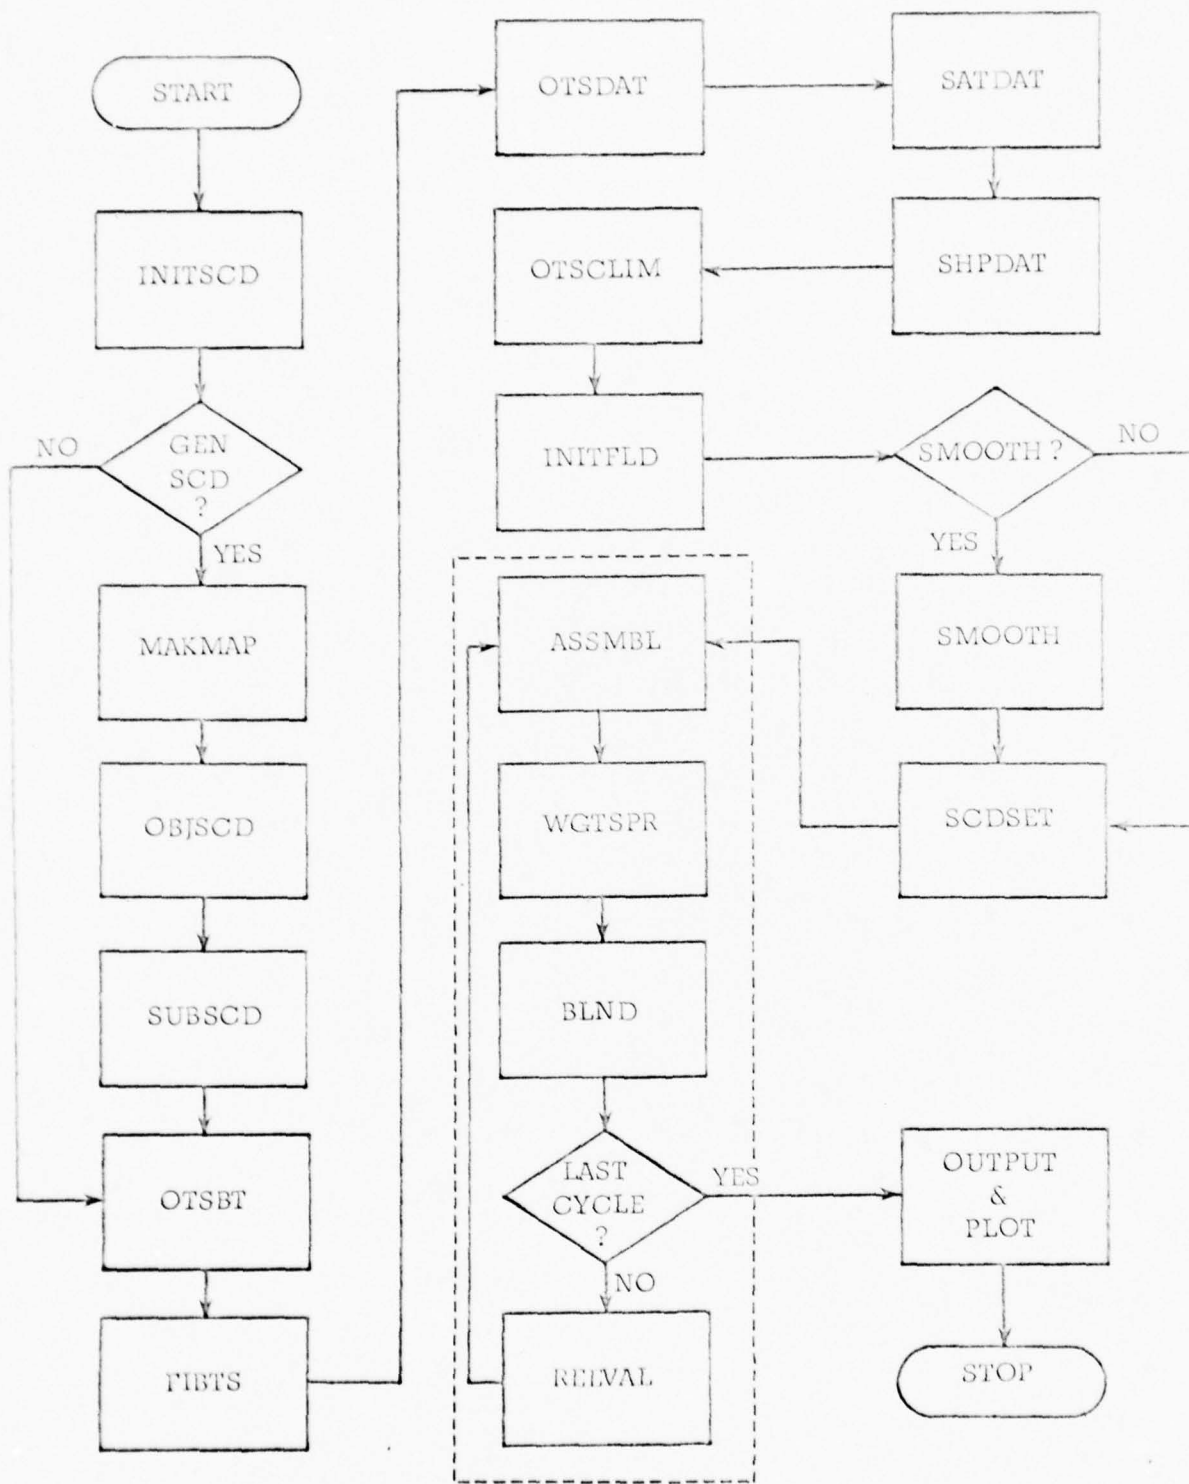 START
INITSCD
GEN
SCD
?
NO
YES
MAKMAP
OBJSCD
SUBSCD
OTSBT
OTSDAT
SATDAT
SHPDAT
OTSCLIM
INITFLD
SMOOTH ?
NO
YES
SMOOTH
SCDSET
ASSMBL
WGTSPR
BLND
LAST
CYCLE
?
YES
NO
REEVAL
OUTPUT
&
PLOT
STOP